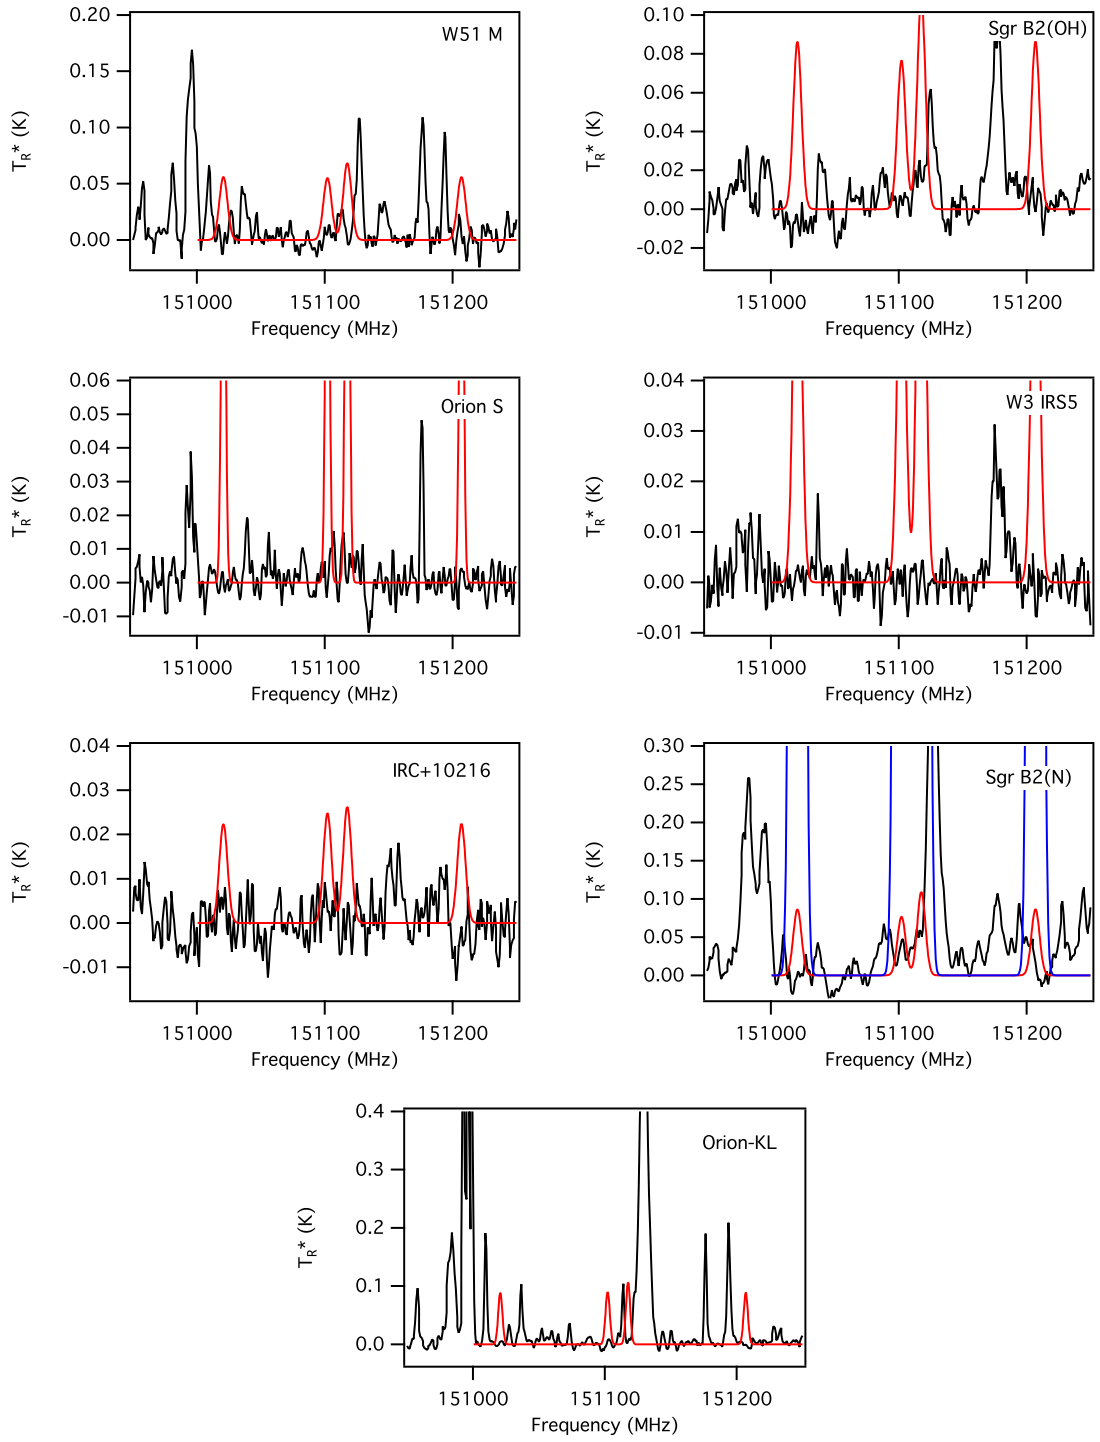 W51 M
T_R* (K)
0.20
0.15
0.10
0.05
0.00
151000 151100 151200
Frequency (MHz)
Sgr B2(OH)
T_R* (K)
0.10
0.08
0.06
0.04
0.02
0.00
-0.02
151000 151100 151200
Frequency (MHz)
Orion S
T_R* (K)
0.06
0.05
0.04
0.03
0.02
0.01
0.00
-0.01
151000 151100 151200
Frequency (MHz)
W3 IRS5
T_R* (K)
0.04
0.03
0.02
0.01
0.00
-0.01
151000 151100 151200
Frequency (MHz)
IRC+10216
T_R* (K)
0.04
0.03
0.02
0.01
0.00
-0.01
151000 151100 151200
Frequency (MHz)
Sgr B2(N)
T_R* (K)
0.30
0.25
0.20
0.15
0.10
0.05
0.00
151000 151100 151200
Frequency (MHz)
Orion-KL
T_R* (K)
0.4
0.3
0.2
0.1
0.0
151000 151100 151200
Frequency (MHz)